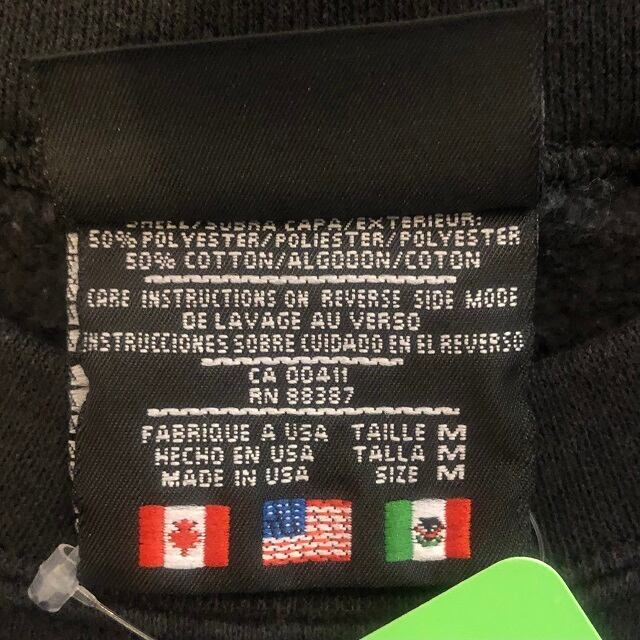 SHELL/SOBRA CAPA/EXTERIEUR:
50% POLYESTER/POLIESTER/POLYESTER
50% COTTON/ALGODON/COTON
CARE INSTRUCTIONS ON REVERSE SIDE MODE
DE LAVAGE AU VERSO
INSTRUCCIONES SOBRE CUIDADO EN EL REVERSO
CA 00411
RN 88387
FABRIQUE A USA TAILLE M
HECHO EN USA TALLA M
MADE IN USA SIZE M